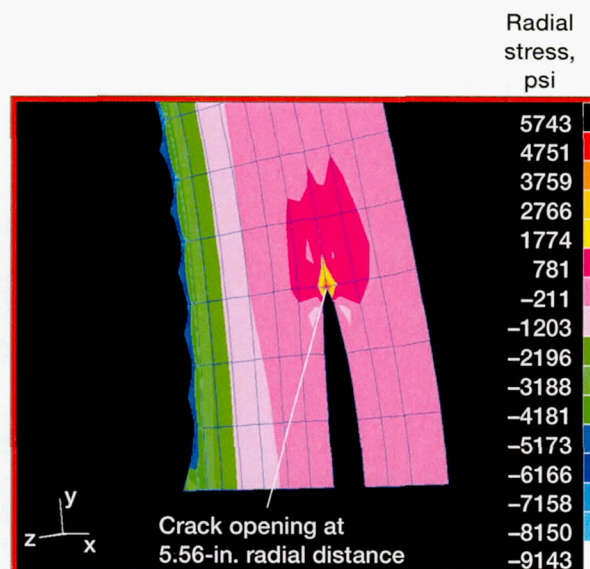 Radial
stress,
psi
5743
4751
3759
2766
1774
781
−211
−1203
−2196
−3188
−4181
−5173
−6166
−7158
−8150
−9143
y
z
x
Crack opening at
5.56-in. radial distance